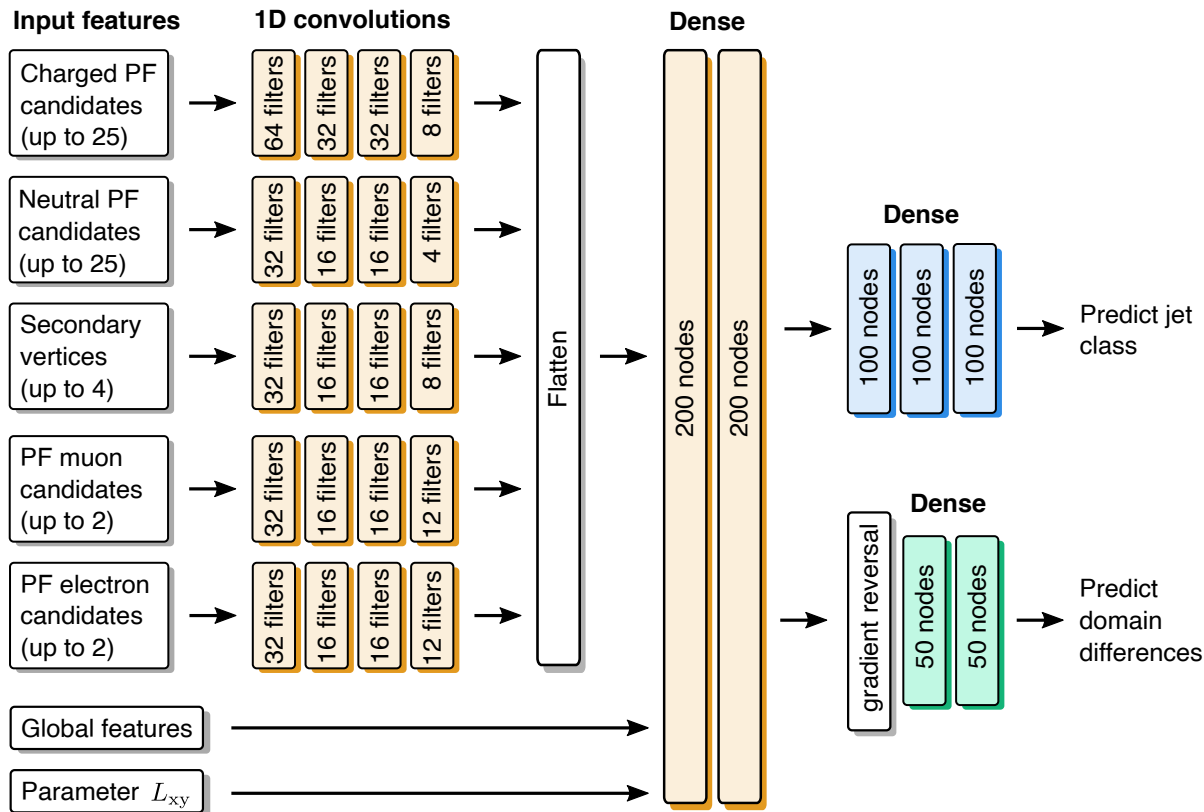 Input features
1D convolutions
Dense
Charged PF
candidates
(up to 25)
64 filters
32 filters
32 filters
8 filters
Neutral PF
candidates
(up to 25)
32 filters
16 filters
16 filters
4 filters
Secondary
vertices
(up to 4)
32 filters
16 filters
16 filters
8 filters
PF muon
candidates
(up to 2)
32 filters
16 filters
16 filters
12 filters
PF electron
candidates
(up to 2)
32 filters
16 filters
16 filters
12 filters
Global features
Parameter L_xy
Flatten
200 nodes
200 nodes
Dense
100 nodes
100 nodes
100 nodes
Predict jet
class
Dense
gradient reversal
50 nodes
50 nodes
Predict
domain
differences